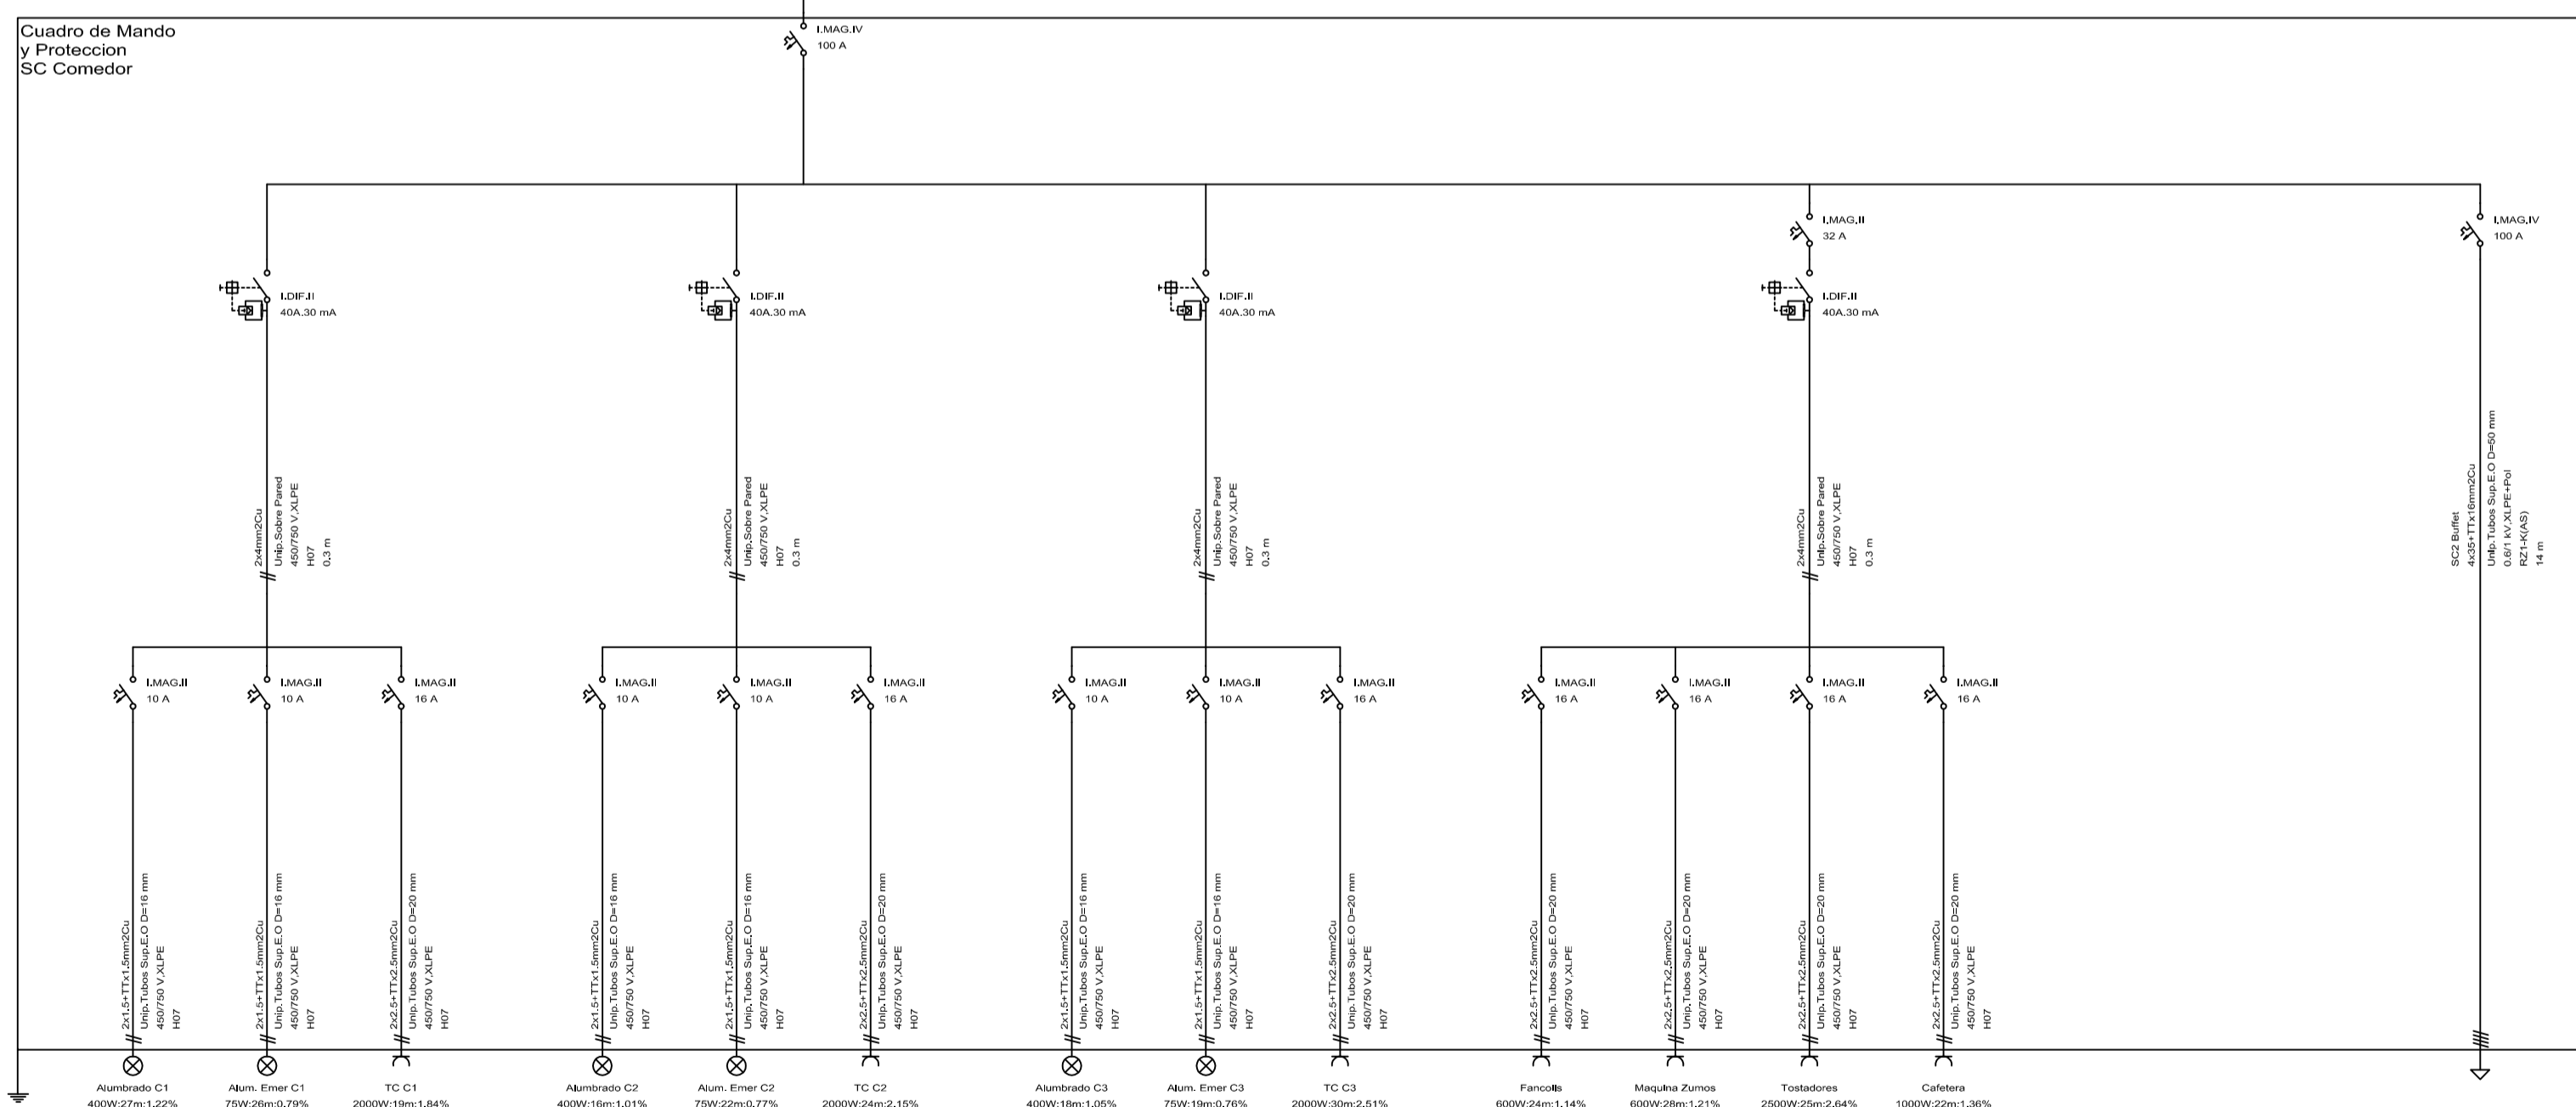 Cuadro de Mando
y Proteccion
SC Comedor
I.MAG.IV
100 A
I.MAG.II
32 A
I.MAG.IV
100 A
I.DIF.II
40A.30 mA
I.DIF.II
40A.30 mA
I.DIF.II
40A.30 mA
I.DIF.II
40A.30 mA
2x4mm2Cu
Unip.Sobre Pared
450/750 V,XLPE
H07
0.3 m
2x4mm2Cu
Unip.Sobre Pared
450/750 V,XLPE
H07
0.3 m
2x4mm2Cu
Unip.Sobre Pared
450/750 V,XLPE
H07
0.3 m
2x4mm2Cu
Unip.Sobre Pared
450/750 V,XLPE
H07
0.3 m
SC2 Buffet
4x35+TTx16mm2Cu
Unip.Tubos Sup.E.O D=50 mm
0.6/1 kV,XLPE+Pol
RZ1-K(AS)
14 m
I.MAG.II
10 A
I.MAG.II
10 A
I.MAG.II
16 A
I.MAG.II
10 A
I.MAG.II
10 A
I.MAG.II
16 A
I.MAG.II
10 A
I.MAG.II
10 A
I.MAG.II
16 A
I.MAG.II
16 A
I.MAG.II
16 A
I.MAG.II
16 A
I.MAG.II
16 A
2x1.5+TTx1.5mm2Cu
Unip.Tubos Sup.E.O D=16 mm
450/750 V,XLPE
H07
2x1.5+TTx1.5mm2Cu
Unip.Tubos Sup.E.O D=16 mm
450/750 V,XLPE
H07
2x2.5+TTx2.5mm2Cu
Unip.Tubos Sup.E.O D=20 mm
450/750 V,XLPE
H07
2x1.5+TTx1.5mm2Cu
Unip.Tubos Sup.E.O D=16 mm
450/750 V,XLPE
H07
2x1.5+TTx1.5mm2Cu
Unip.Tubos Sup.E.O D=16 mm
450/750 V,XLPE
H07
2x2.5+TTx2.5mm2Cu
Unip.Tubos Sup.E.O D=20 mm
450/750 V,XLPE
H07
2x1.5+TTx1.5mm2Cu
Unip.Tubos Sup.E.O D=16 mm
450/750 V,XLPE
H07
2x1.5+TTx1.5mm2Cu
Unip.Tubos Sup.E.O D=16 mm
450/750 V,XLPE
H07
2x2.5+TTx2.5mm2Cu
Unip.Tubos Sup.E.O D=20 mm
450/750 V,XLPE
H07
2x2.5+TTx2.5mm2Cu
Unip.Tubos Sup.E.O D=20 mm
450/750 V,XLPE
H07
2x2.5+TTx2.5mm2Cu
Unip.Tubos Sup.E.O D=20 mm
450/750 V,XLPE
H07
2x2.5+TTx2.5mm2Cu
Unip.Tubos Sup.E.O D=20 mm
450/750 V,XLPE
H07
2x2.5+TTx2.5mm2Cu
Unip.Tubos Sup.E.O D=20 mm
450/750 V,XLPE
H07
Alumbrado C1
400W:27m:1.22%
Alum. Emer C1
75W:26m:0.79%
TC C1
2000W:19m:1.84%
Alumbrado C2
400W:16m:1.01%
Alum. Emer C2
75W:22m:0.77%
TC C2
2000W:24m:2.15%
Alumbrado C3
400W:18m:1.05%
Alum. Emer C3
75W:19m:0.76%
TC C3
2000W:30m:2.51%
Fancolls
600W:24m:1.14%
Maquina Zumos
600W:28m:1.21%
Tostadores
2500W:25m:2.64%
Cafetera
1000W:22m:1.36%